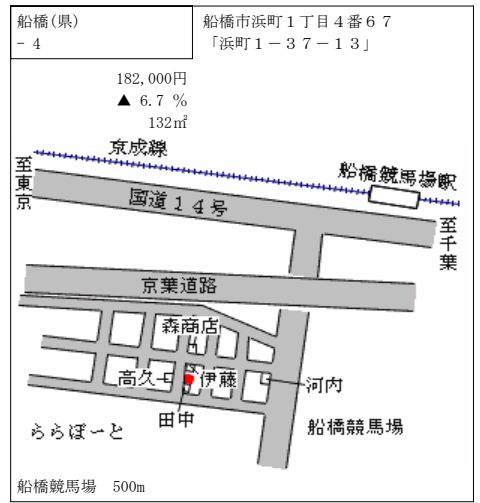 船橋(県)
- 4
船橋市浜町１丁目４番６７
「浜町１－３７－１３」
182,000円
▲ 6.7 %
132㎡
京成線
船橋競馬場駅
至東京
国道１４号
至千葉
京葉道路
森商店
高久
伊藤
河内
田中
船橋競馬場
ららぽーと
船橋競馬場　500m